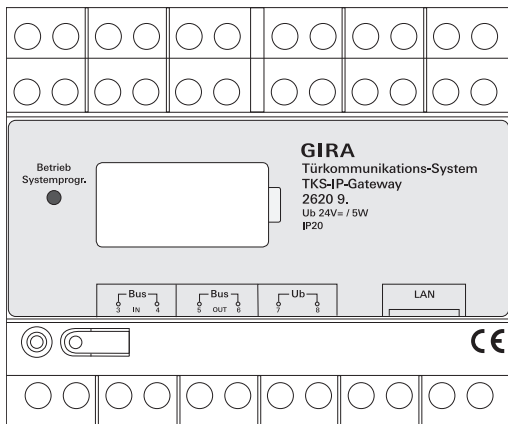 GIRA
Türkommunikations-System
TKS-IP-Gateway
2620 9.
Ub 24V= / 5W
IP20
Betrieb
Systemprogr.
Bus Bus Ub LAN
3 IN 4 5 OUT 6 7 8
CE